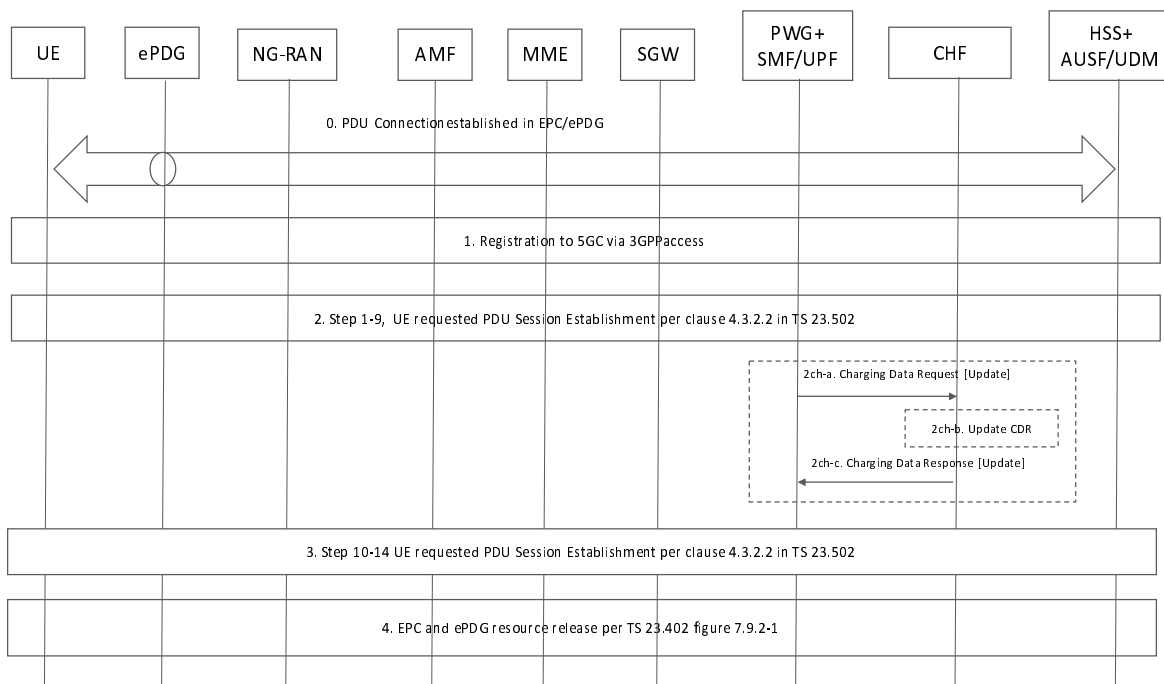 UE
ePDG
NG-RAN
AMF
MME
SGW
PWG+
SMF/UPF
CHF
HSS+
AUSF/UDM
0. PDU Connectionestablished in EPC/ePDG
1. Registration to 5GC via 3GPPaccess
2. Step 1-9, UE requested PDU Session Establishment per clause 4.3.2.2 in TS 23.502
2ch-a. Charging Data Request [Update]
2ch-b. Update CDR
2ch-c. Charging Data Response [Update]
3. Step 10-14 UE requested PDU Session Establishment per clause 4.3.2.2 in TS 23.502
4. EPC and ePDG resource release per TS 23.402 figure 7.9.2-1